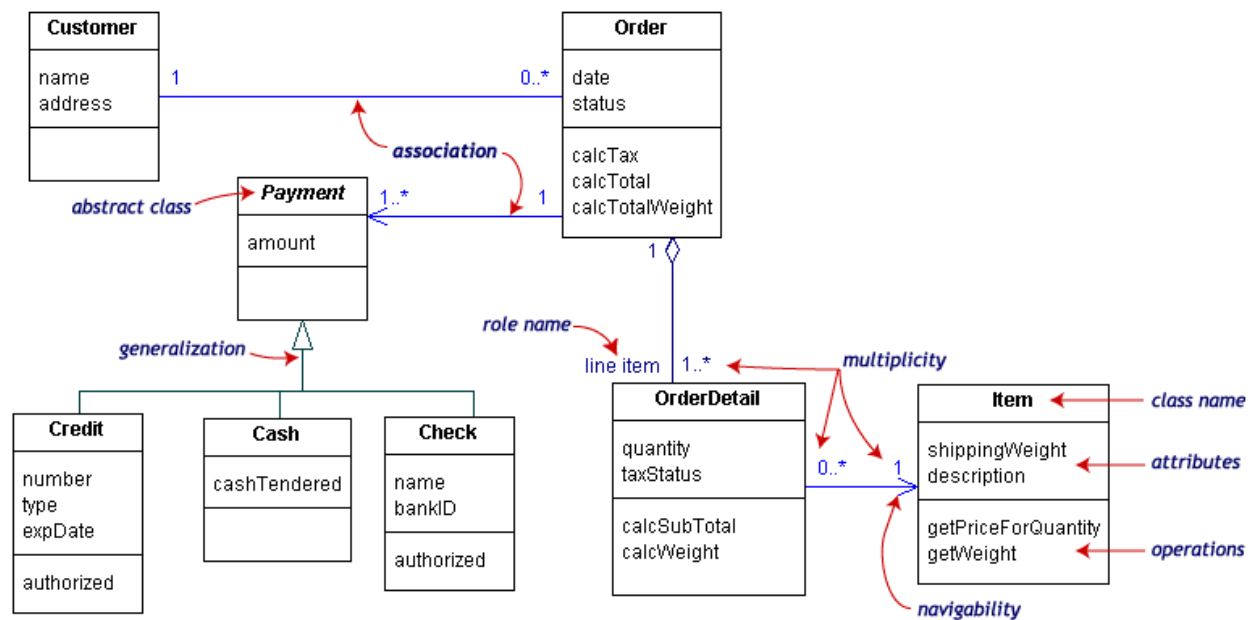 Customer
name
address
1
0..*
Order
date
status
calcTax
calcTotal
calcTotalWeight
association
abstract class
Payment
amount
1..*
1
1
generalization
role name
line item
1..*
multiplicity
Credit
number
type
expDate
authorized
Cash
cashTendered
Check
name
bankID
authorized
OrderDetail
quantity
taxStatus
calcSubTotal
calcWeight
0..*
1
Item
shippingWeight
description
getPriceForQuantity
getWeight
class name
attributes
operations
navigability